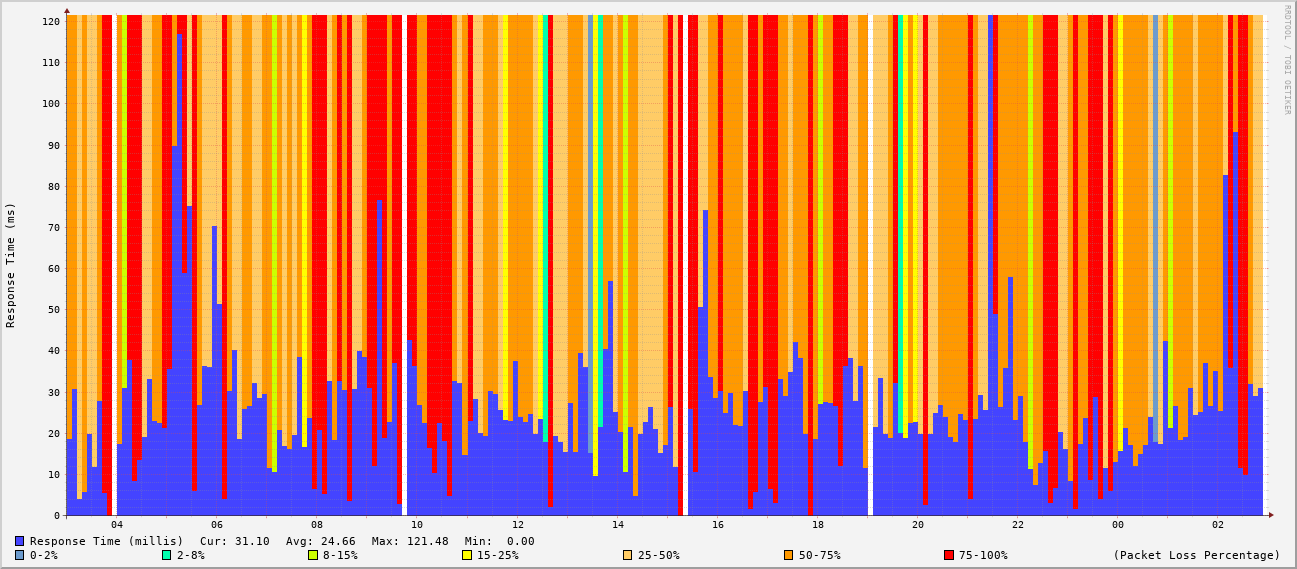 RRDTOOL / TOBI OETIKER
Response Time (ms)
120
110
100
90
80
70
60
50
40
30
20
10
0
04 06 08 10 12 14 16 18 20 22 00 02
Response Time (millis) Cur: 31.10 Avg: 24.66 Max: 121.48 Min: 0.00
0-2% 2-8% 8-15% 15-25% 25-50% 50-75% 75-100% (Packet Loss Percentage)